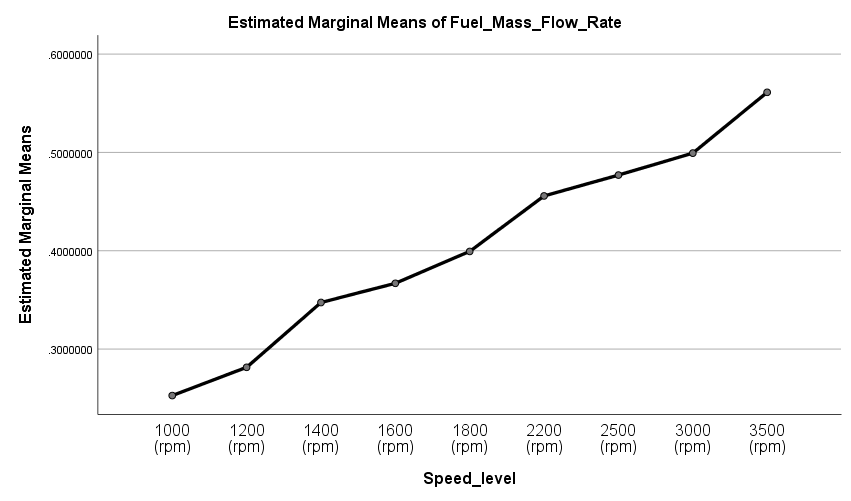 Estimated Marginal Means of Fuel_Mass_Flow_Rate
Estimated Marginal Means
.6000000
.5000000
.4000000
.3000000
1000 1200 1400 1600 1800 2200 2500 3000 3500
(rpm) (rpm) (rpm) (rpm) (rpm) (rpm) (rpm) (rpm) (rpm)
Speed_level